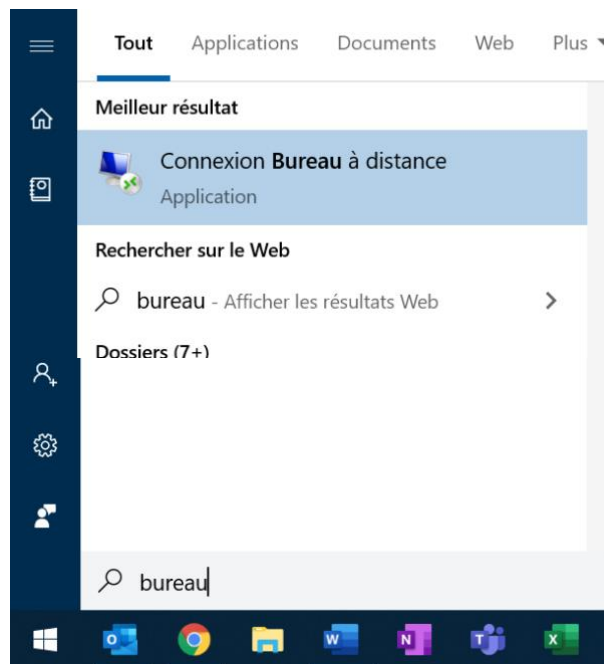 Tout Applications Documents Web Plus
Meilleur résultat
Connexion Bureau à distance
Application
Rechercher sur le Web
bureau - Afficher les résultats Web
Dossiers (7+)
bureau